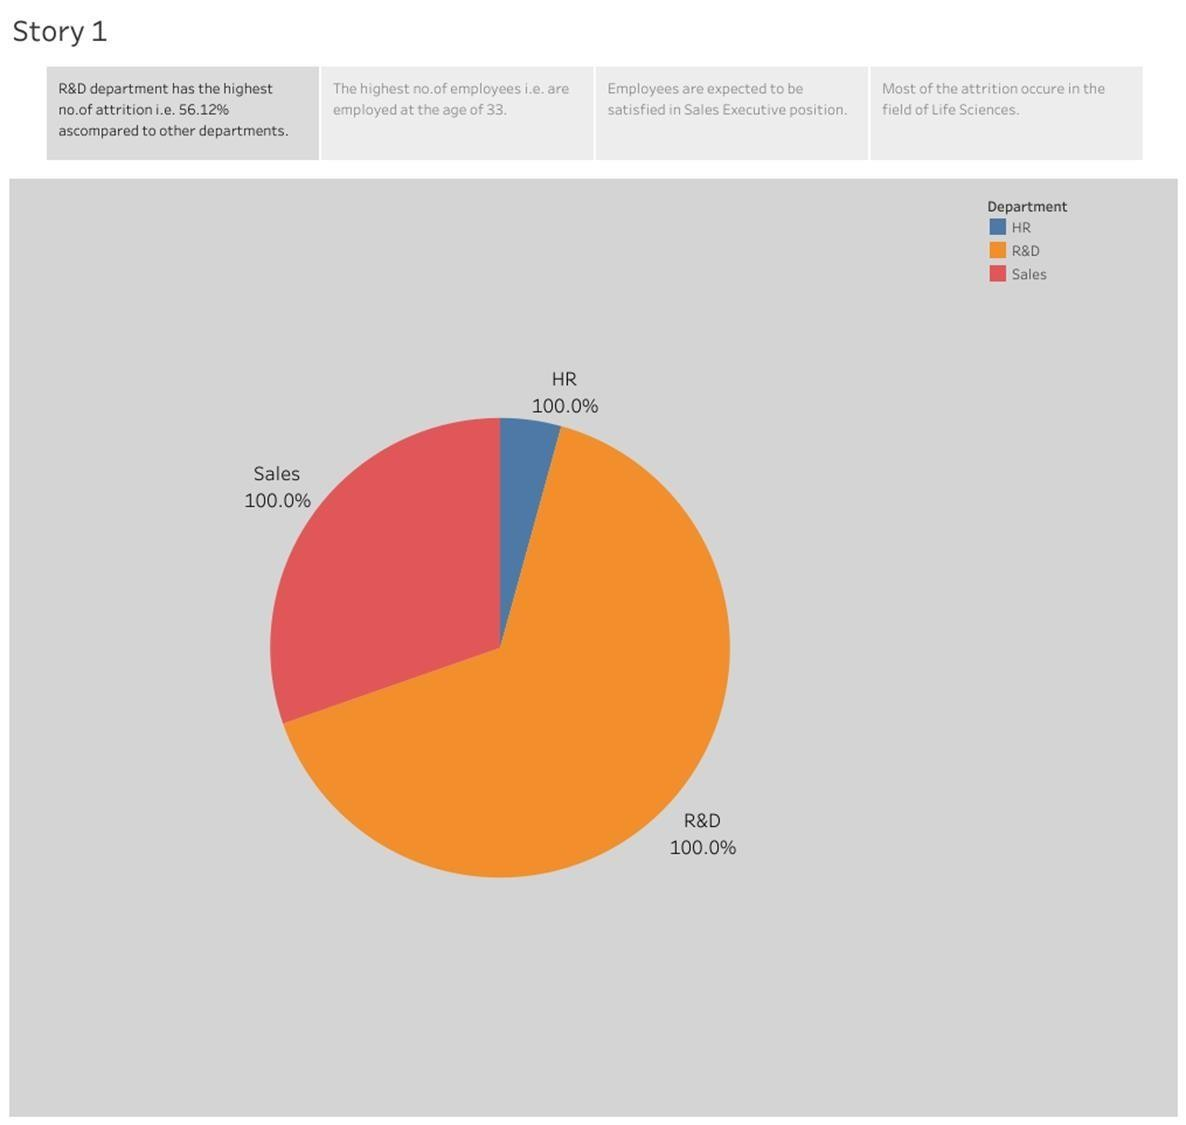 Story 1
R&D department has the highest
no.of attrition i.e. 56.12%
ascompared to other departments.
The highest no.of employees i.e. are
employed at the age of 33.
Employees are expected to be
satisfied in Sales Executive position.
Most of the attrition occure in the
field of Life Sciences.
Department
HR
R&D
Sales
HR
100.0%
Sales
100.0%
R&D
100.0%